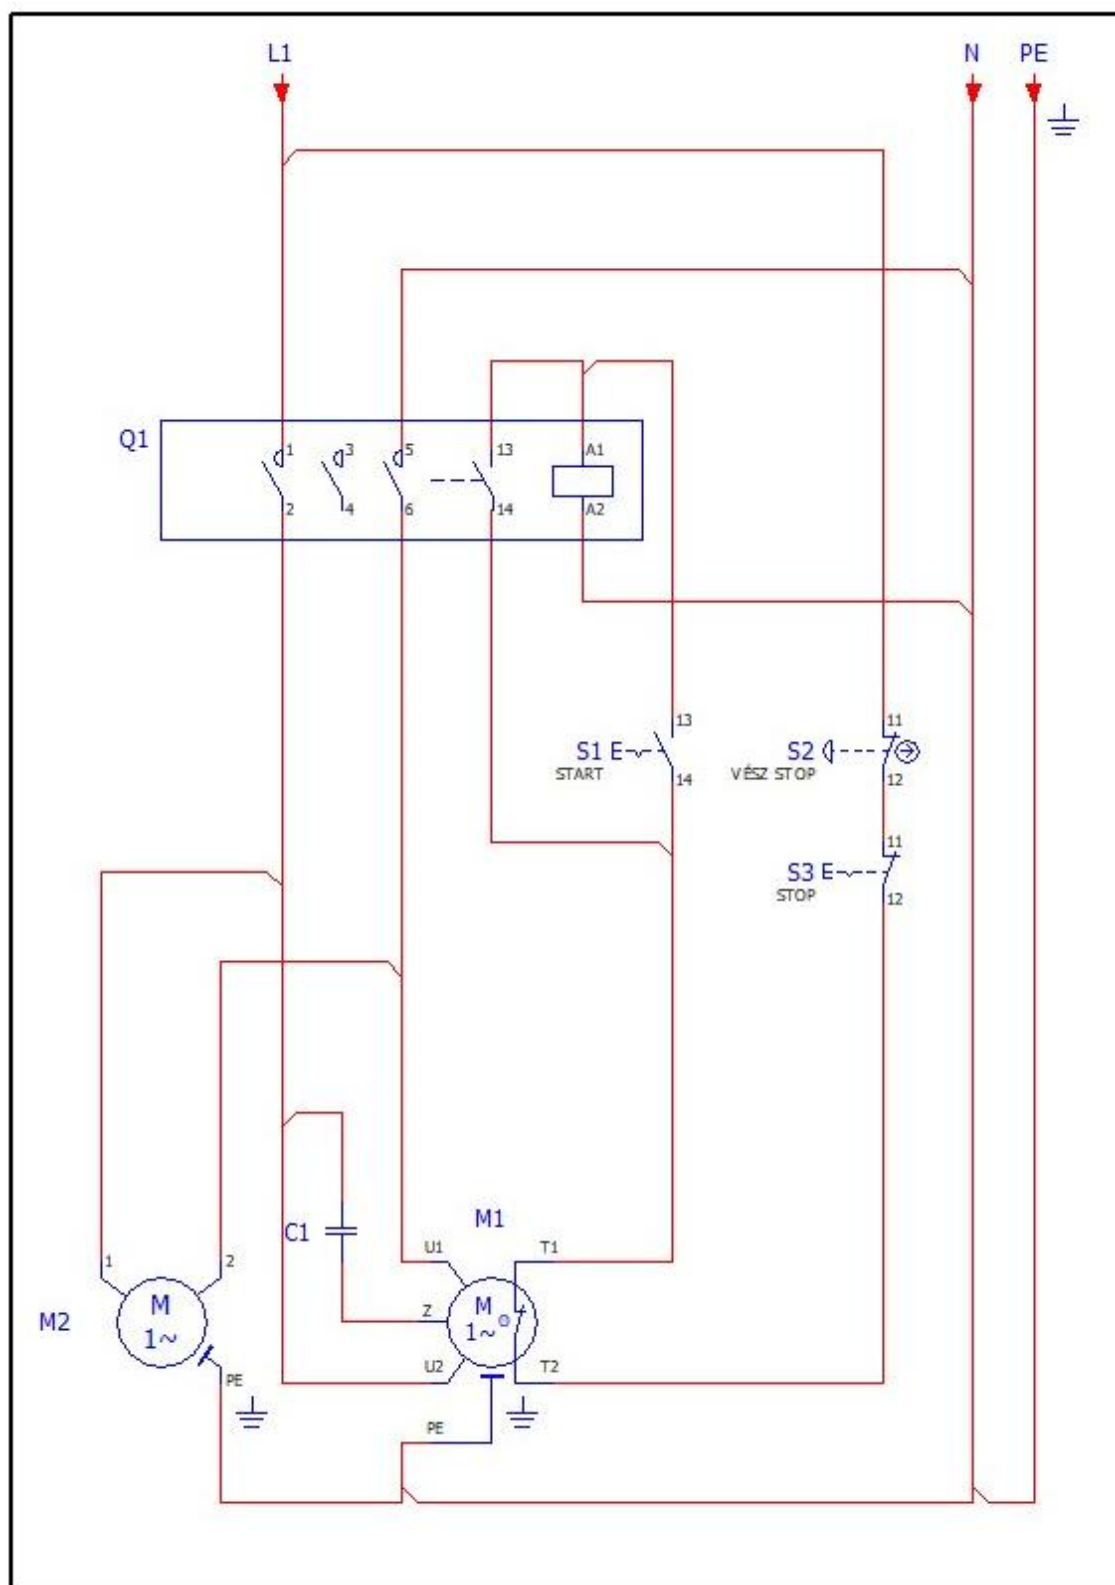 L1 N PE
Q1
1 3 5 13 A1
2 4 6 14 A2
13 11
S1 E S2
START VÉSZ STOP
14 12
11
S3 E
STOP
12
M1
C1
1 2 U1 T1
M Z M
M2 1~ 1~ Θ
U2 T2
PE
PE